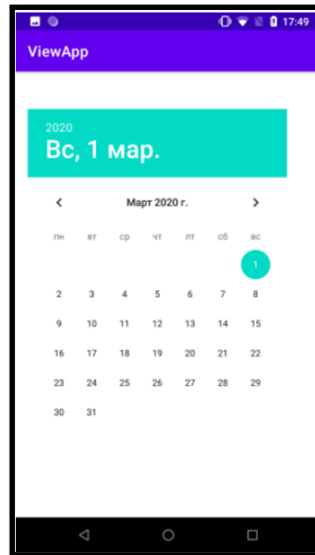 17:49
ViewApp
2020
Вс, 1 мар.
Март 2020 г.
пн вт ср чт пт сб вс
1
2 3 4 5 6 7 8
9 10 11 12 13 14 15
16 17 18 19 20 21 22
23 24 25 26 27 28 29
30 31